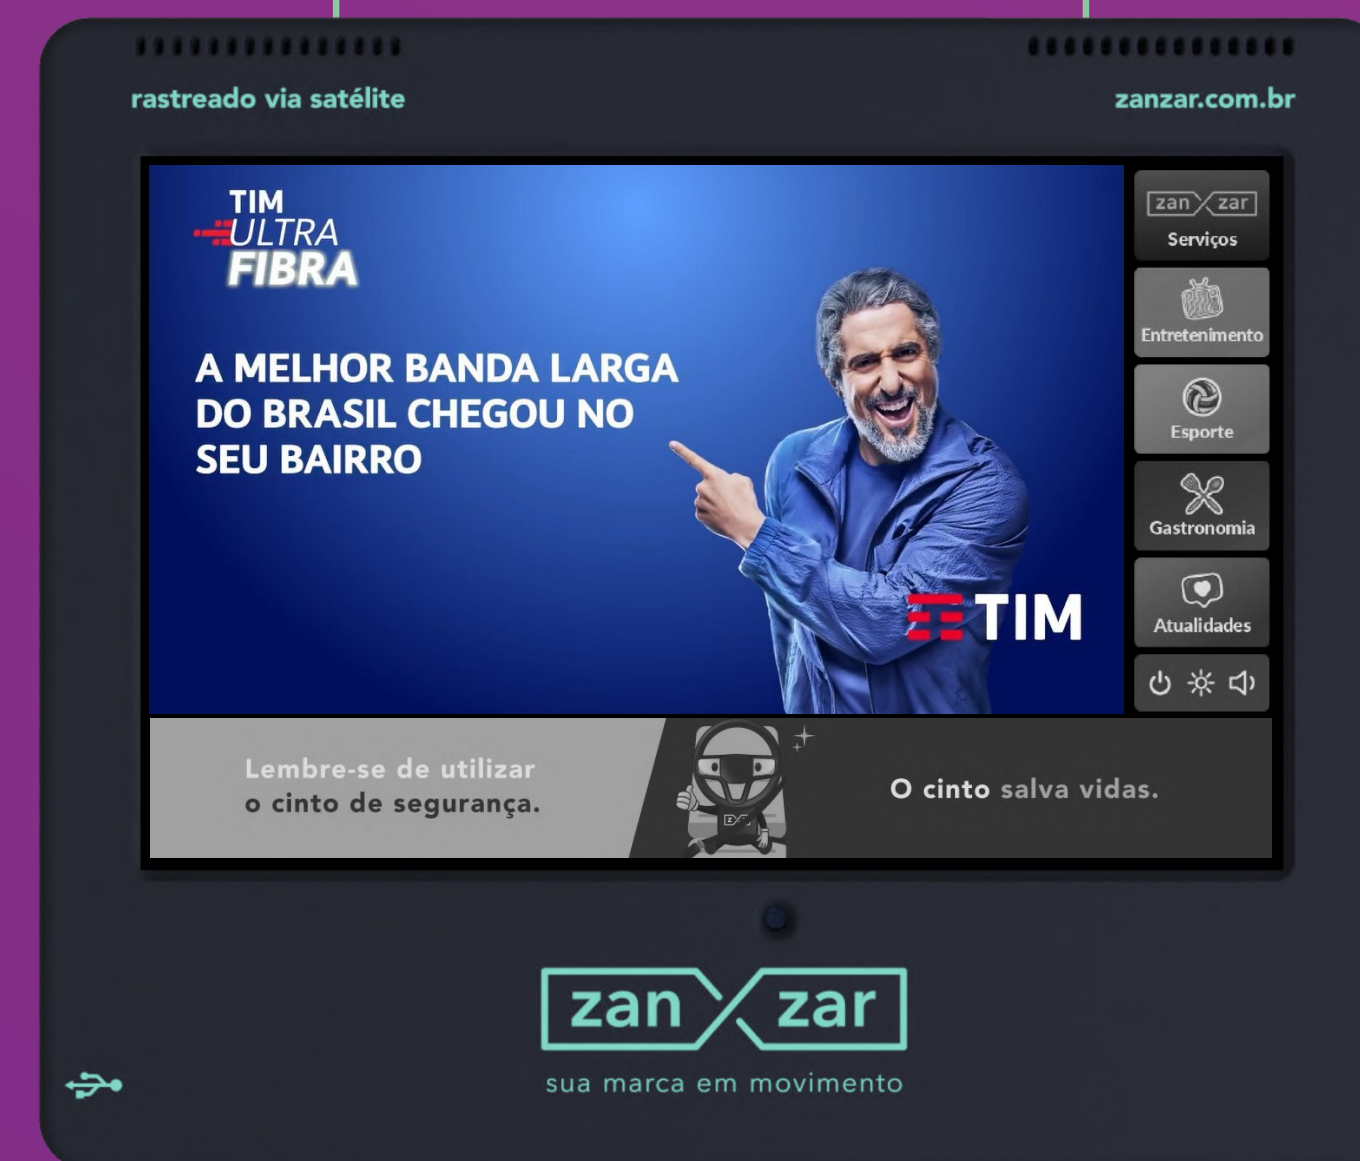 rastreado via satélite
zanzar.com.br
TIM
ULTRA
FIBRA
A MELHOR BANDA LARGA
DO BRASIL CHEGOU NO
SEU BAIRRO
TIM
zan zar
Serviços
Entretenimento
Esporte
Gastronomia
Atualidades
Lembre-se de utilizar
o cinto de segurança.
O cinto salva vidas.
zan zar
sua marca em movimento